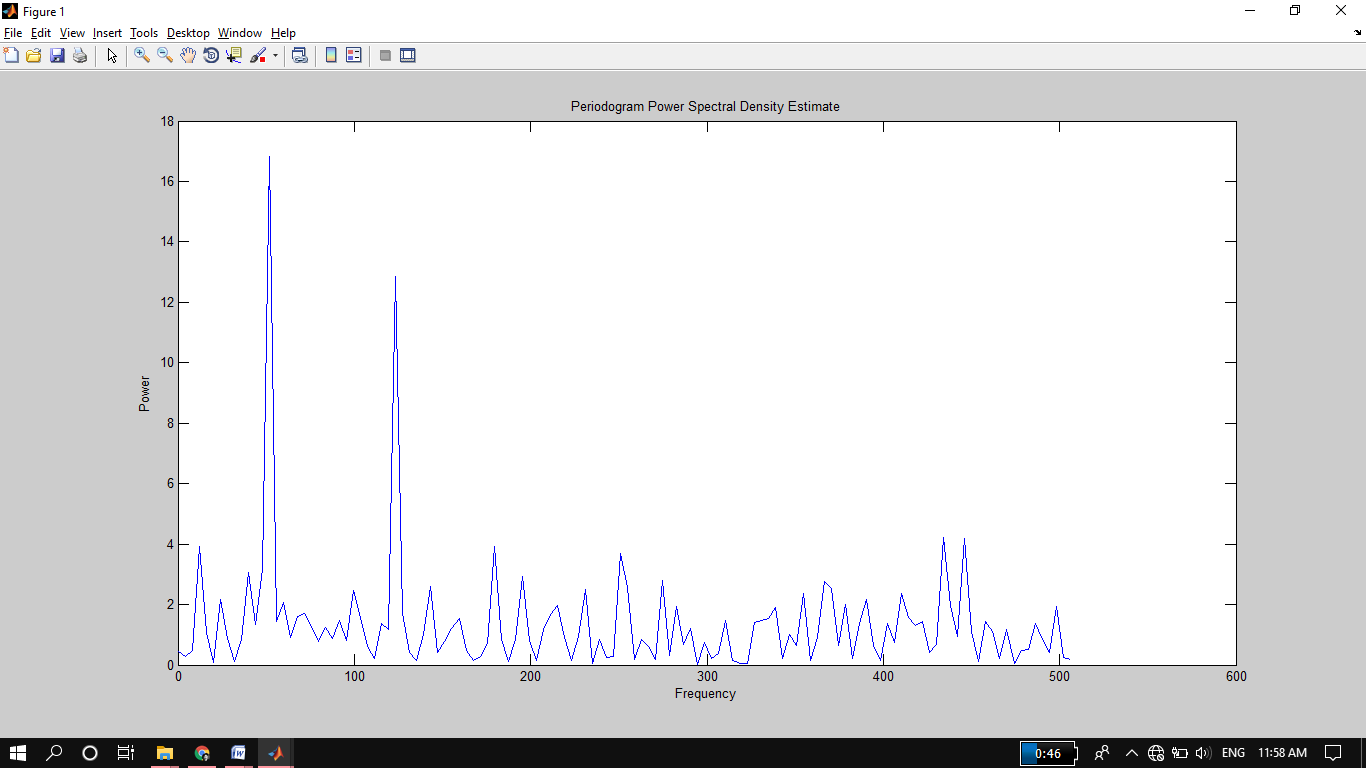 Figure 1
File Edit View Insert Tools Desktop Window Help
Periodogram Power Spectral Density Estimate
18
16
14
12
10
8
6
4
2
0
Power
0 100 200 300 400 500 600
Frequency
0:46 ENG 11:58 AM